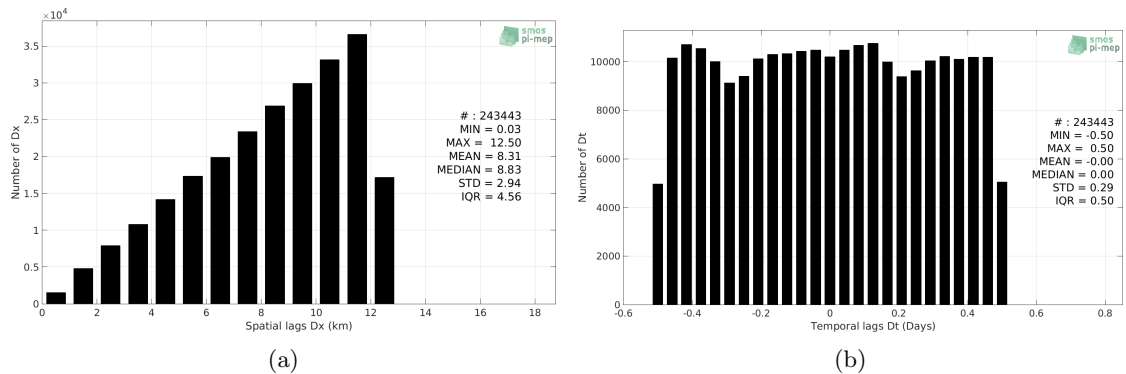 ×10⁴
3.5
3
2.5
2
1.5
1
0.5
0
0 2 4 6 8 10 12 14 16 18
Number of Dx
Spatial lags Dx (km)
smos
pi-mep
# : 243443
MIN = 0.03
MAX = 12.50
MEAN = 8.31
MEDIAN = 8.83
STD = 2.94
IQR = 4.56
(a)
10000
8000
6000
4000
2000
0
-0.6 -0.4 -0.2 0 0.2 0.4 0.6 0.8
Number of Dt
Temporal lags Dt (Days)
smos
pi-mep
# : 243443
MIN = -0.50
MAX = 0.50
MEAN = -0.00
MEDIAN = 0.00
STD = 0.29
IQR = 0.50
(b)